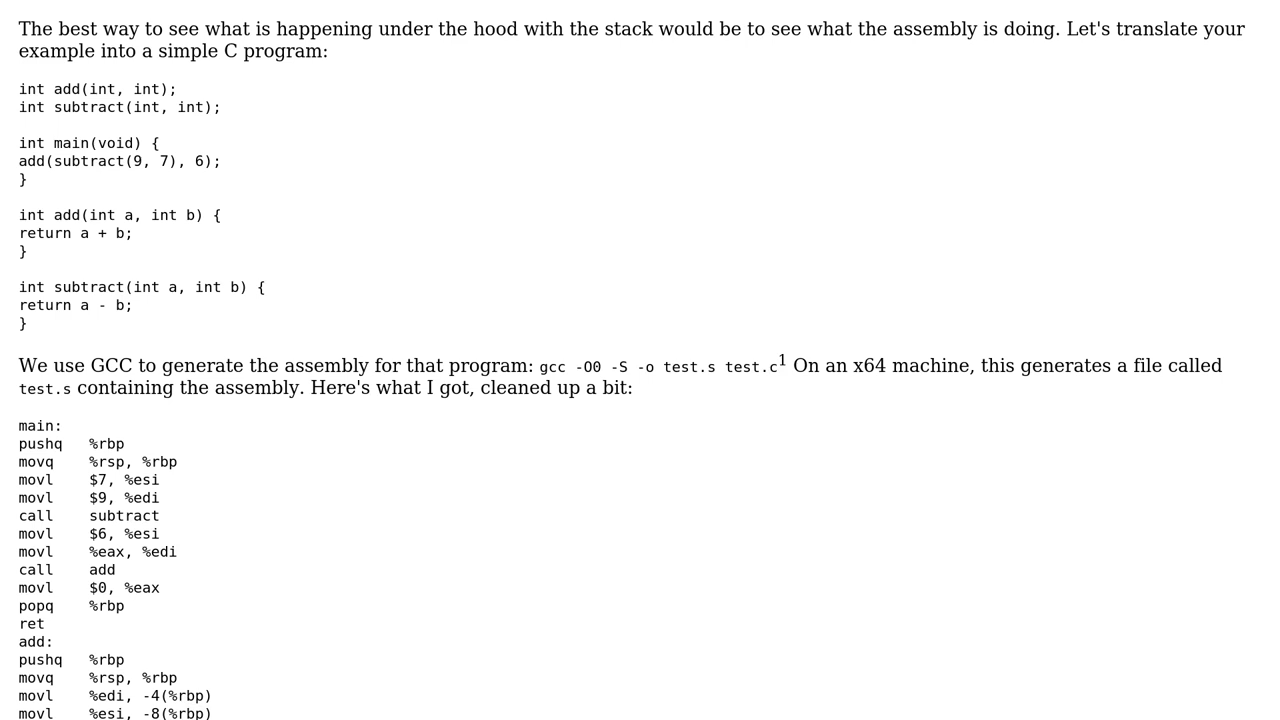 The best way to see what is happening under the hood with the stack would be to see what the assembly is doing. Let's translate your
example into a simple C program:
int add(int, int);
int subtract(int, int);
int main(void) {
add(subtract(9, 7), 6);
}
int add(int a, int b) {
return a + b;
}
int subtract(int a, int b) {
return a - b;
}
We use GCC to generate the assembly for that program: gcc -O0 -S -o test.s test.c1 On an x64 machine, this generates a file called
test.s containing the assembly. Here's what I got, cleaned up a bit:
main:
pushq   %rbp
movq    %rsp, %rbp
movl    $7, %esi
movl    $9, %edi
call    subtract
movl    $6, %esi
movl    %eax, %edi
call    add
movl    $0, %eax
popq    %rbp
ret
add:
pushq   %rbp
movq    %rsp, %rbp
movl    %edi, -4(%rbp)
movl    %esi, -8(%rbp)